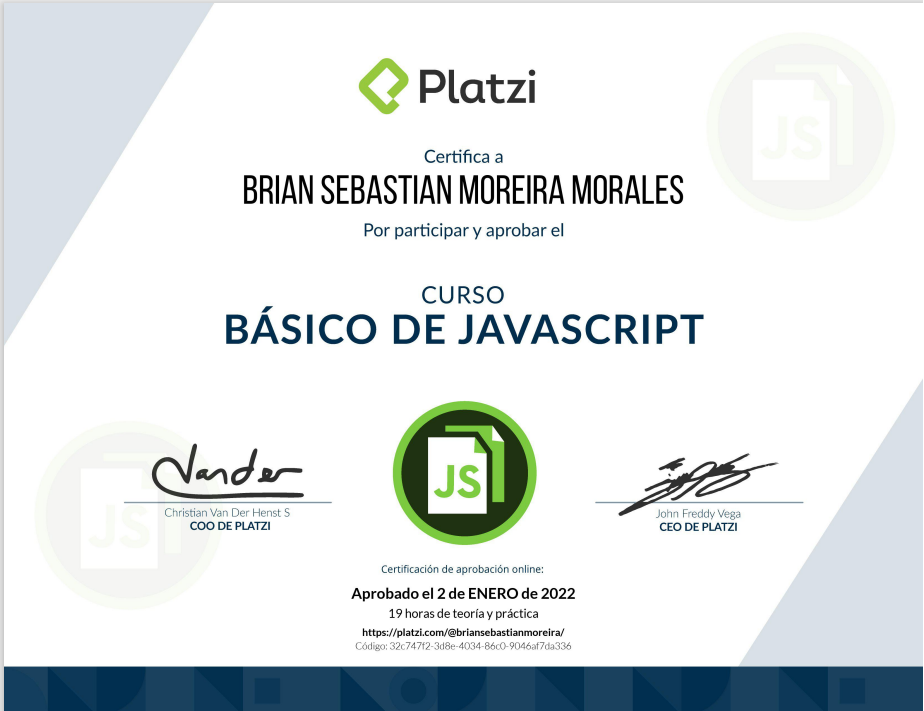 Platzi
JS
Certifica a
BRIAN SEBASTIAN MOREIRA MORALES
Por participar y aprobar el
CURSO
BÁSICO DE JAVASCRIPT
Vander
JS
JS
Christian Van Der Henst S
COO DE PLATZI
John Freddy Vega
CEO DE PLATZI
Certificación de aprobación online:
Aprobado el 2 de ENERO de 2022
19 horas de teoría y práctica
https://platzi.com/@briansebastianmoreira/
Código: 32c747f2-3d8e-4034-86c0-9046af7da336